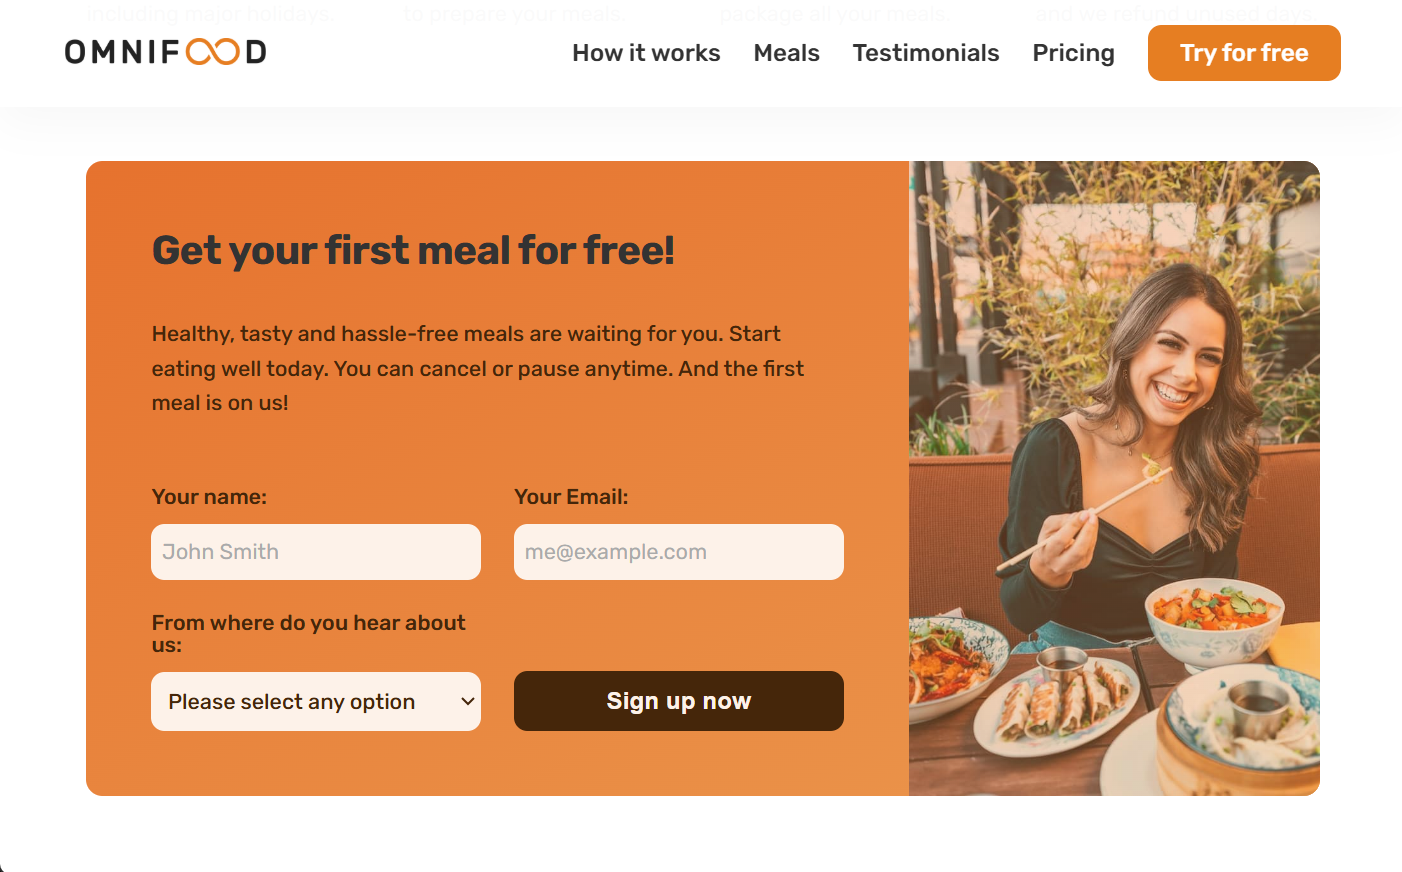 including major holidays.
to prepare your meals.
package all your meals.
and we refund unused days.
OMNIFOOD
How it works
Meals
Testimonials
Pricing
Try for free
Get your first meal for free!
Healthy, tasty and hassle-free meals are waiting for you. Start
eating well today. You can cancel or pause anytime. And the first
meal is on us!
Your name:
Your Email:
John Smith
me@example.com
From where do you hear about
us:
Please select any option
Sign up now